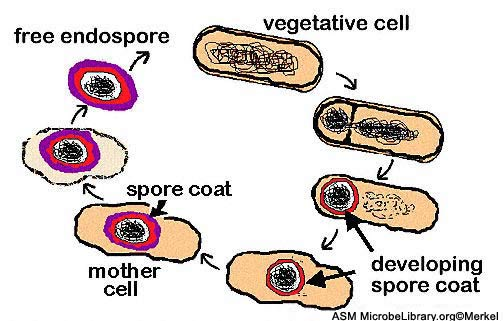 free endospore
vegetative cell
spore coat
mother
cell
developing
spore coat
ASM MicrobeLibrary.org©Merkel